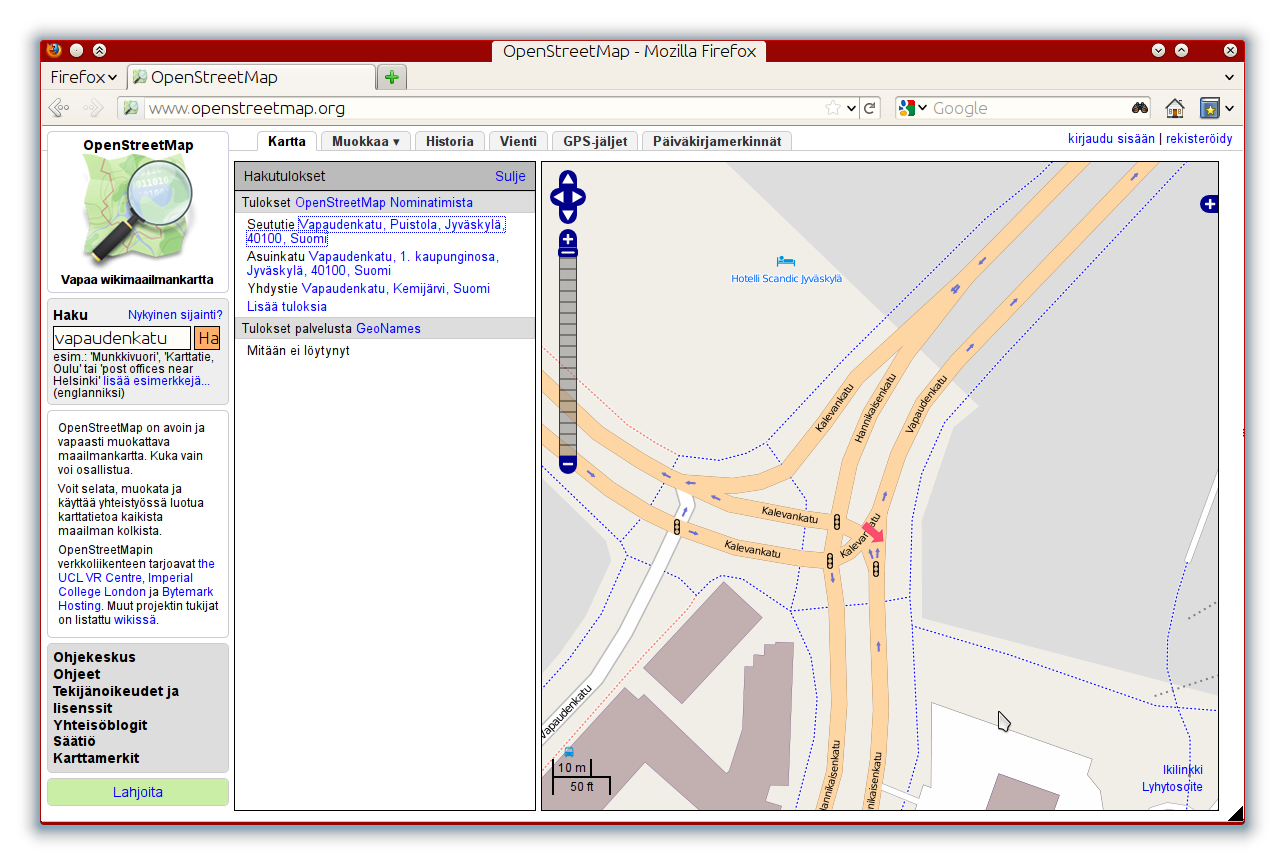 OpenStreetMap - Mozilla Firefox
Firefox
OpenStreetMap
www.openstreetmap.org
Google
OpenStreetMap
Vapaa wikimaailmankartta
Kartta
Muokkaa ▾
Historia
Vienti
GPS-jäljet
Päiväkirjamerkinnät
kirjaudu sisään | rekisteröidy
Haku
Nykyinen sijainti?
vapaudenkatu
Ha
esim.: 'Munkkivuori', 'Karttatie,
Oulu' tai 'post offices near
Helsinki' lisää esimerkkejä...
(englanniksi)
OpenStreetMap on avoin ja
vapaasti muokattava
maailmankartta. Kuka vain
voi osallistua.
Voit selata, muokata ja
käyttää yhteistyössä luotua
karttatietoa kaikista
maailman kolkista.
OpenStreetMapin
verkkoliikenteen tarjoavat the
UCL VR Centre, Imperial
College London ja Bytemark
Hosting. Muut projektin tukijat
on listattu wikissä.
Ohjekeskus
Ohjeet
Tekijänoikeudet ja
lisenssit
Yhteisöblogit
Säätiö
Karttamerkit
Lahjoita
Hakutulokset
Sulje
Tulokset OpenStreetMap Nominatimista
Seututie Vapaudenkatu, Puistola, Jyväskylä,
40100, Suomi
Asuinkatu Vapaudenkatu, 1. kaupunginosa,
Jyväskylä, 40100, Suomi
Yhdystie Vapaudenkatu, Kemijärvi, Suomi
Lisää tuloksia
Tulokset palvelusta GeoNames
Mitään ei löytynyt
Hotelli Scandic Jyväskylä
Kalevankatu
Hannikaisenkatu
Vapaudenkatu
Kalevankatu
Kalevankatu
Kalevankatu
Vapaudenkatu
Hannikaisenkatu
nikaisenkatu
10 m
50 ft
Ikilinkki
Lyhytosoite